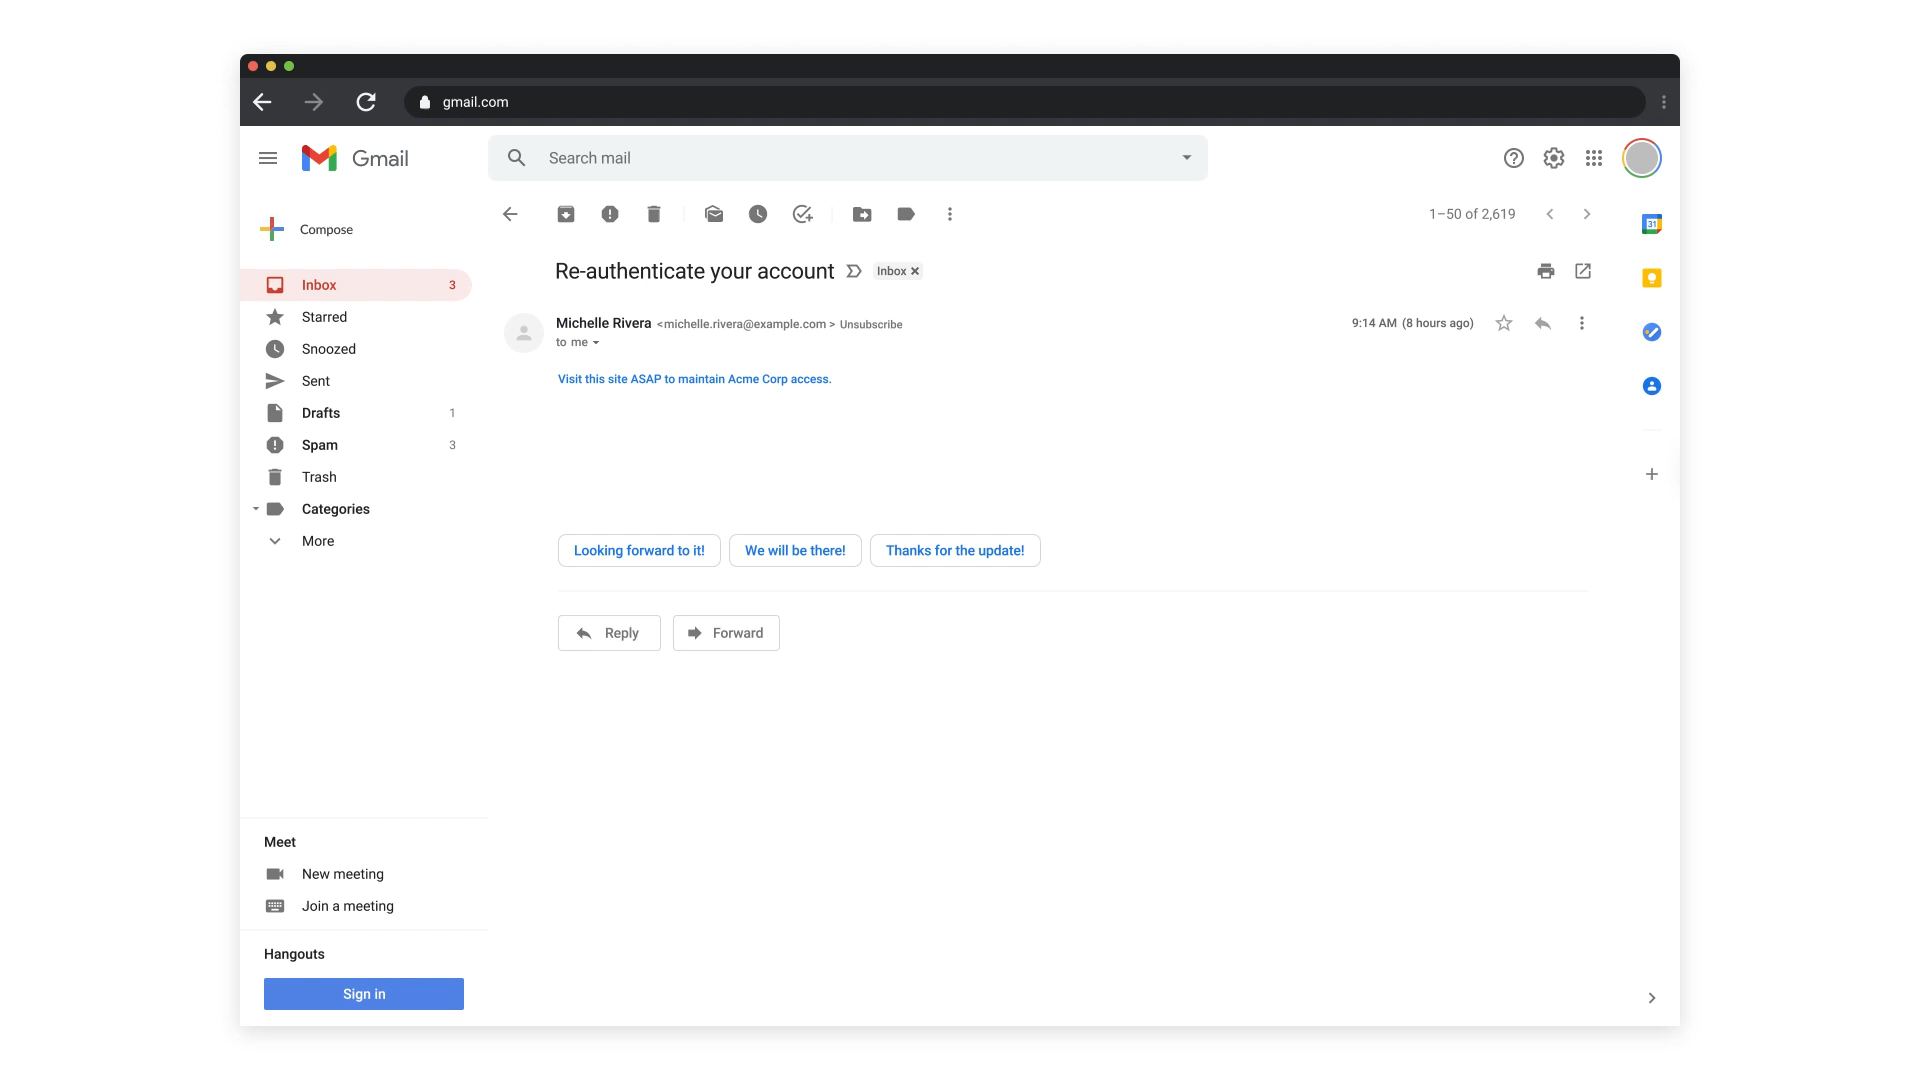 gmail.com
Gmail
Search mail
Compose
1–50 of 2,619
31
Re-authenticate your account
Inbox
Inbox 3
Starred
Michelle Rivera <michelle.rivera@example.com > Unsubscribe
9:14 AM (8 hours ago)
to me
Snoozed
Visit this site ASAP to maintain Acme Corp access.
Sent
Drafts 1
Spam 3
Trash
Categories
More
Looking forward to it!
We will be there!
Thanks for the update!
Reply
Forward
Meet
New meeting
Join a meeting
Hangouts
Sign in